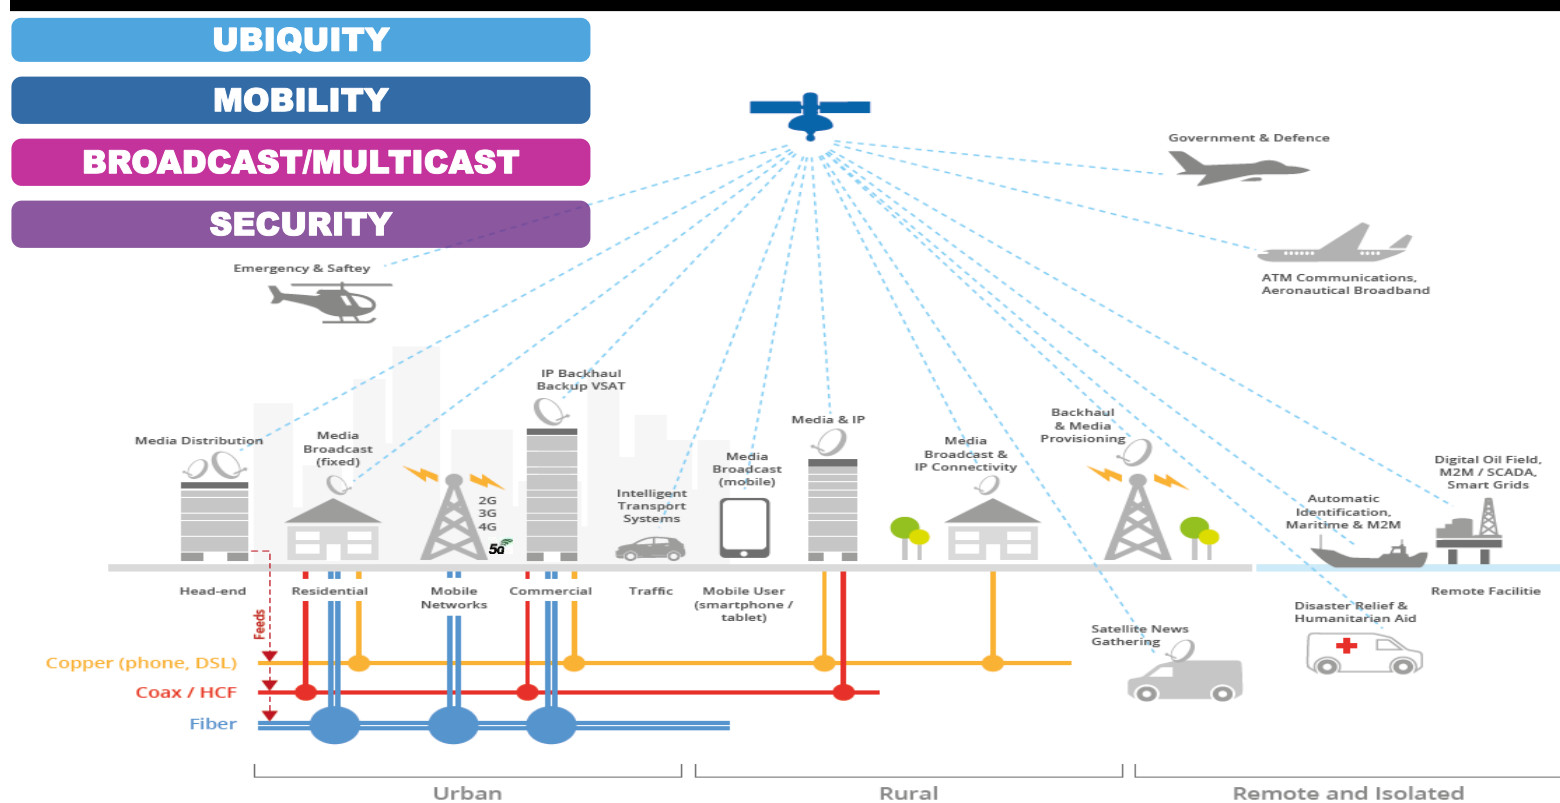 UBIQUITY
MOBILITY
BROADCAST/MULTICAST
SECURITY
Government & Defence
ATM Communications,
Aeronautical Broadband
Emergency & Saftey
IP Backhaul
Backup VSAT
Media Distribution
Media
Broadcast
(fixed)
2G
3G
4G
5G
Intelligent
Transport
Systems
Media
Broadcast
(mobile)
Media & IP
Media
Broadcast &
IP Connectivity
Backhaul
& Media
Provisioning
Automatic
Identification,
Maritime & M2M
Digital Oil Field,
M2M / SCADA,
Smart Grids
Head-end
Residential
Mobile
Networks
Commercial
Traffic
Mobile User
(smartphone /
tablet)
Remote Facilitie
Disaster Relief &
Humanitarian Aid
Satellite News
Gathering
Feeds
Copper (phone, DSL)
Coax / HCF
Fiber
Urban
Rural
Remote and Isolated